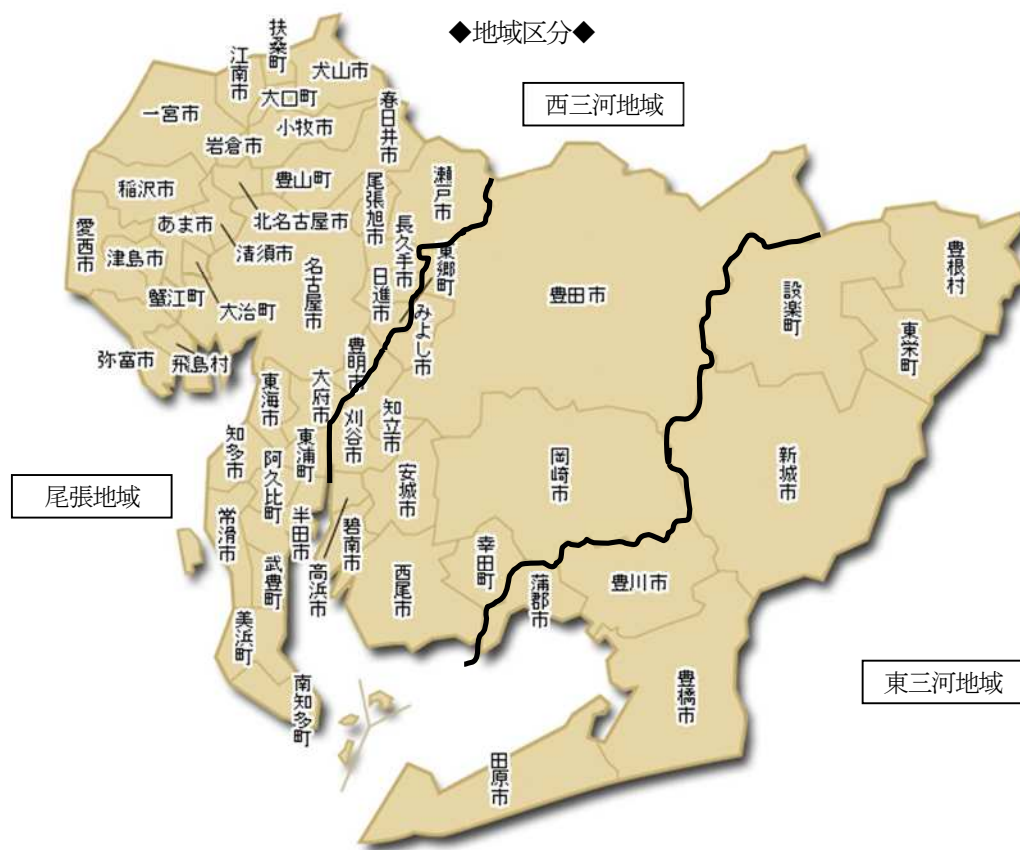 ◆地域区分◆
西三河地域
扶桑町
江南市
犬山市
大口町
春日井市
一宮市
小牧市
岩倉市
瀬戸市
豊山町
稲沢市
尾張旭市
北名古屋市
あま市
長久手市
愛西市
清須市
東郷町
津島市
名古屋市
日進市
豊田市
設楽町
豊根村
蟹江町
大治町
みよし市
東栄町
弥富市
飛島村
豊明市
大府市
東海市
刈谷市
知立市
知多市
東浦町
岡崎市
新城市
阿久比町
安城市
尾張地域
常滑市
半田市
碧南市
幸田町
武豊町
高浜市
西尾市
蒲郡市
豊川市
美浜町
南知多町
豊橋市
東三河地域
田原市